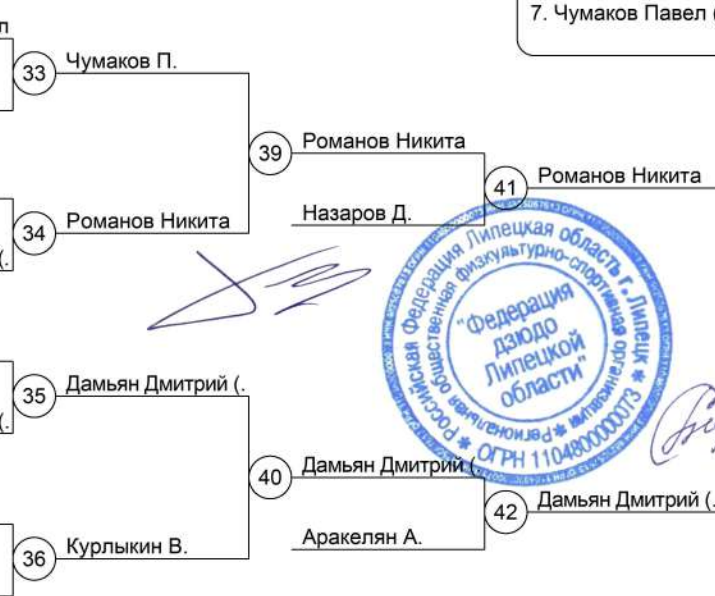 7. Чумаков Павел (
л
33 Чумаков П.
39 Романов Никита
41 Романов Никита
Назаров Д.
34 Романов Никита
(.
35 Дамьян Дмитрий (.
(.
40 Дамьян Дмитрий (.
42 Дамьян Дмитрий (.
Аракелян А.
36 Курлыкин В.
Российская Федерация Липецкая область г. Липецк
Региональная общественная физкультурно-спортивная организация
"Федерация
дзюдо
Липецкой
области"
ОГРН 1104800000073